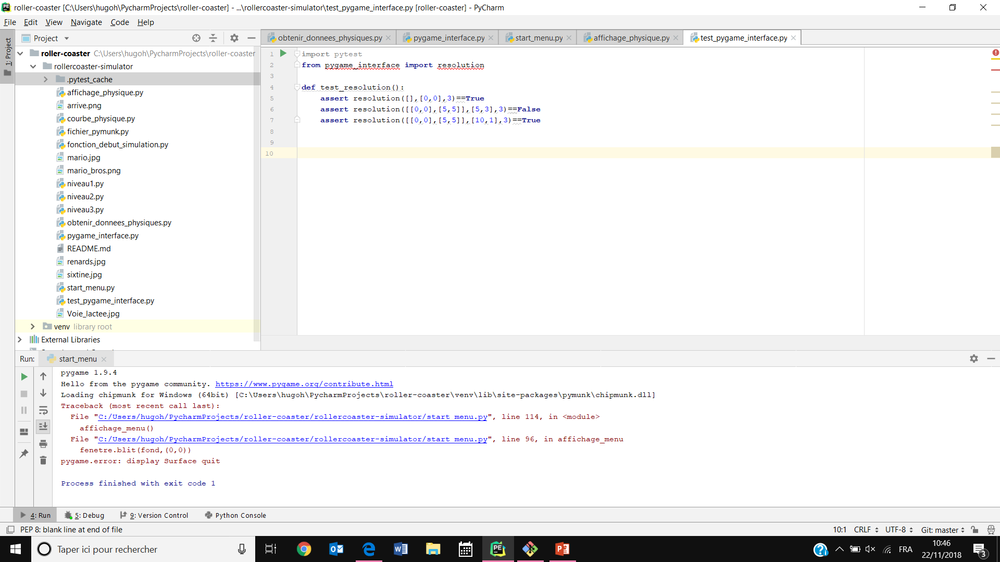 roller-coaster [C:\Users\hugoh\PycharmProjects\roller-coaster] - ...\rollercoaster-simulator\test_pygame_interface.py [roller-coaster] - PyCharm
File Edit View Navigate Code Help
1: Project
Project
obtenir_donnees_physiques.py
pygame_interface.py
start_menu.py
affichage_physique.py
test_pygame_interface.py
roller-coaster C:\Users\hugoh\PycharmProjects\roller-coaster
rollercoaster-simulator
.pytest_cache
affichage_physique.py
arrive.png
courbe_physique.py
fichier_pymunk.py
fonction_debut_simulation.py
mario.jpg
mario_bros.png
niveau1.py
niveau2.py
niveau3.py
obtenir_donnees_physiques.py
pygame_interface.py
README.md
renards.jpg
sixtine.jpg
start_menu.py
test_pygame_interface.py
Voie_lactee.jpg
venv library root
External Libraries
1 import pytest
2 from pygame_interface import resolution
3
4 def test_resolution():
5 assert resolution([],[0,0],3)==True
6 assert resolution([[0,0],[5,5]],[5,3],3)==False
7 assert resolution([[0,0],[5,5]],[10,1],3)==True
8
9
10
Run: start_menu
pygame 1.9.4
Hello from the pygame community. https://www.pygame.org/contribute.html
Loading chipmunk for Windows (64bit) [C:\Users\hugoh\PycharmProjects\roller-coaster\venv\lib\site-packages\pymunk\chipmunk.dll]
Traceback (most recent call last):
File "C:/Users/hugoh/PycharmProjects/roller-coaster/rollercoaster-simulator/start_menu.py", line 114, in <module>
affichage_menu()
File "C:/Users/hugoh/PycharmProjects/roller-coaster/rollercoaster-simulator/start_menu.py", line 96, in affichage_menu
fenetre.blit(fond,(0,0))
pygame.error: display Surface quit
Process finished with exit code 1
4: Run 5: Debug 9: Version Control Python Console
PEP 8: blank line at end of file
10:1 CRLF UTF-8 Git: master
Taper ici pour rechercher
FRA
10:46
22/11/2018
3